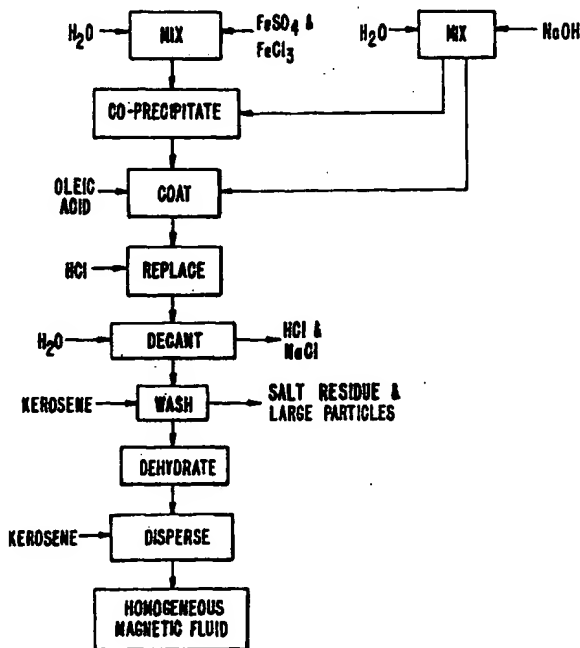 H2O
MIX
FeSO4 &
FeCl3
H2O
MIX
NaOH
CO-PRECIPITATE
OLEIC
ACID
COAT
HCl
REPLACE
H2O
DECANT
HCl &
NaCl
KEROSENE
WASH
SALT RESIDUE &
LARGE PARTICLES
DEHYDRATE
KEROSENE
DISPERSE
HOMOGENEOUS
MAGNETIC FLUID